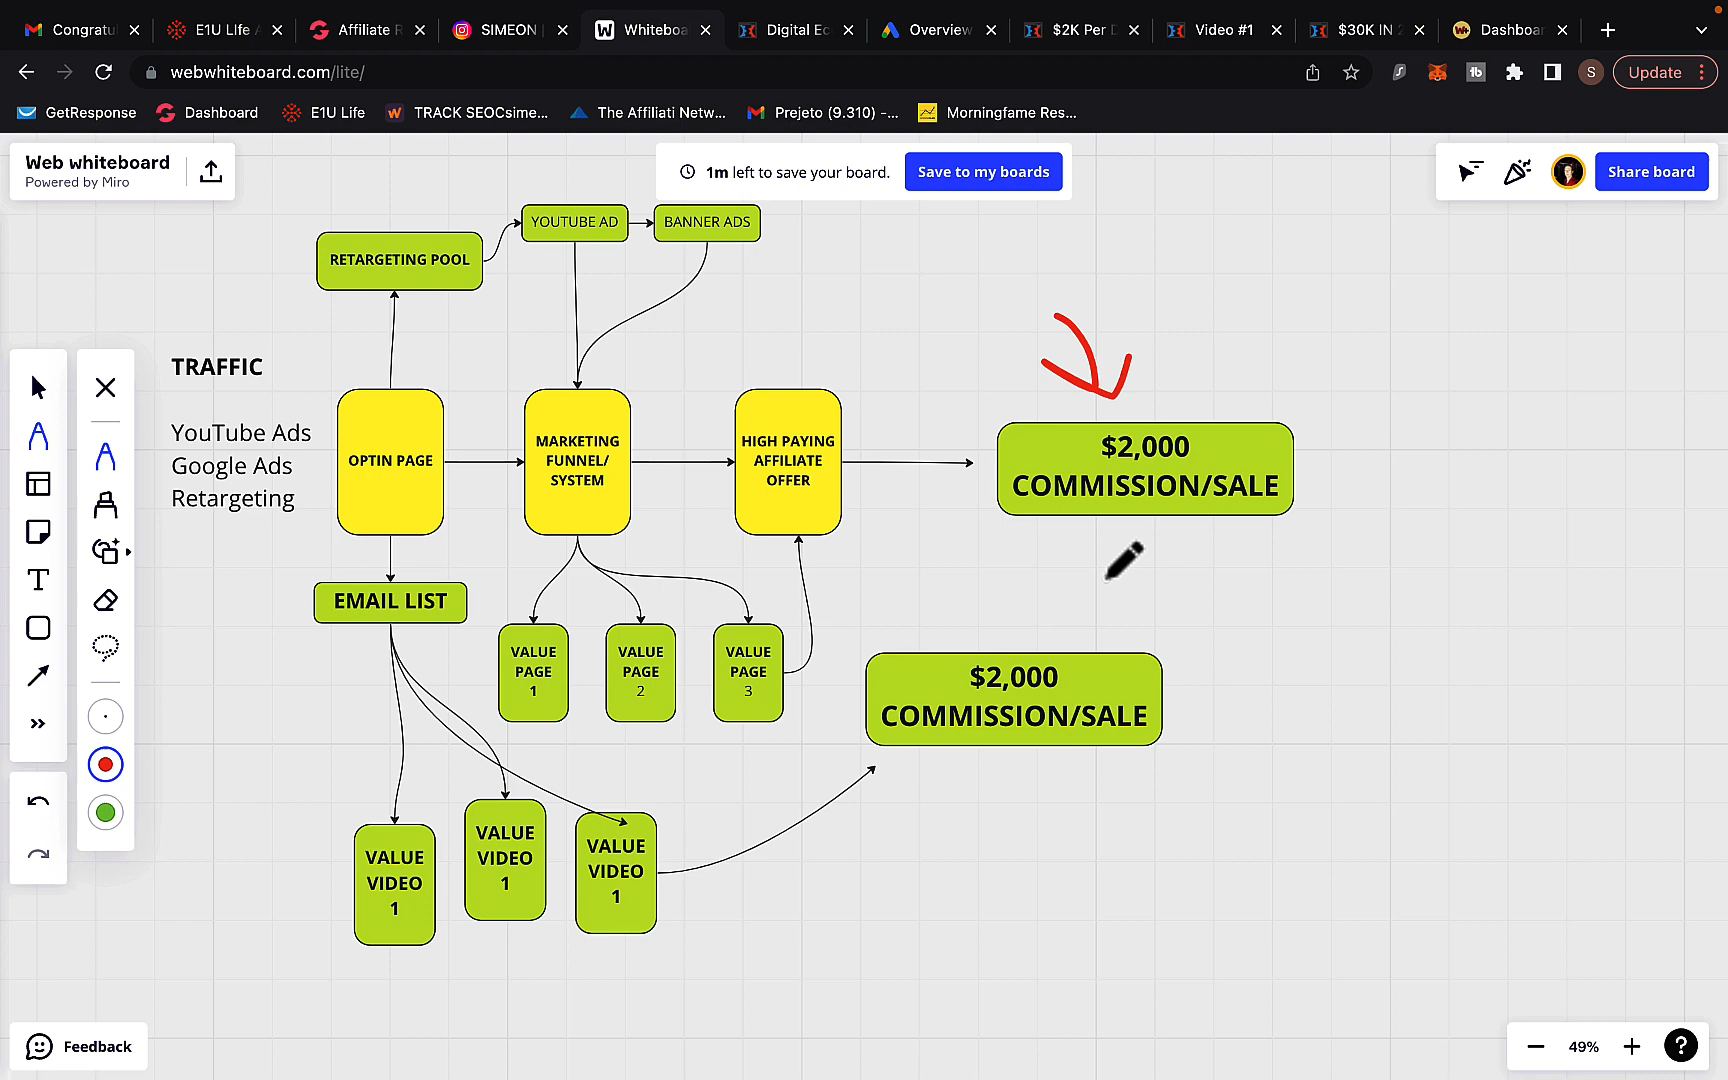 Congratu
E1U LIfe A
Affiliate R
SIMEON
Whiteboa
Digital Ec
Overview
$2K Per D
Video #1
$30K IN 2
Dashboar
webwhiteboard.com/lite/
S
Update
GetResponse
Dashboard
E1U Life
TRACK SEOCsime...
The Affiliati Netw...
Prejeto (9.310) -...
Morningfame Res...
Web whiteboard
Powered by Miro
1m left to save your board.
Save to my boards
Share board
YOUTUBE AD
BANNER ADS
RETARGETING POOL
TRAFFIC
YouTube Ads
Google Ads
Retargeting
OPTIN PAGE
MARKETING
FUNNEL/
SYSTEM
HIGH PAYING
AFFILIATE
OFFER
$2,000
COMMISSION/SALE
EMAIL LIST
VALUE
PAGE
1
VALUE
PAGE
2
VALUE
PAGE
3
$2,000
COMMISSION/SALE
VALUE
VIDEO
1
VALUE
VIDEO
1
VALUE
VIDEO
1
Feedback
49%